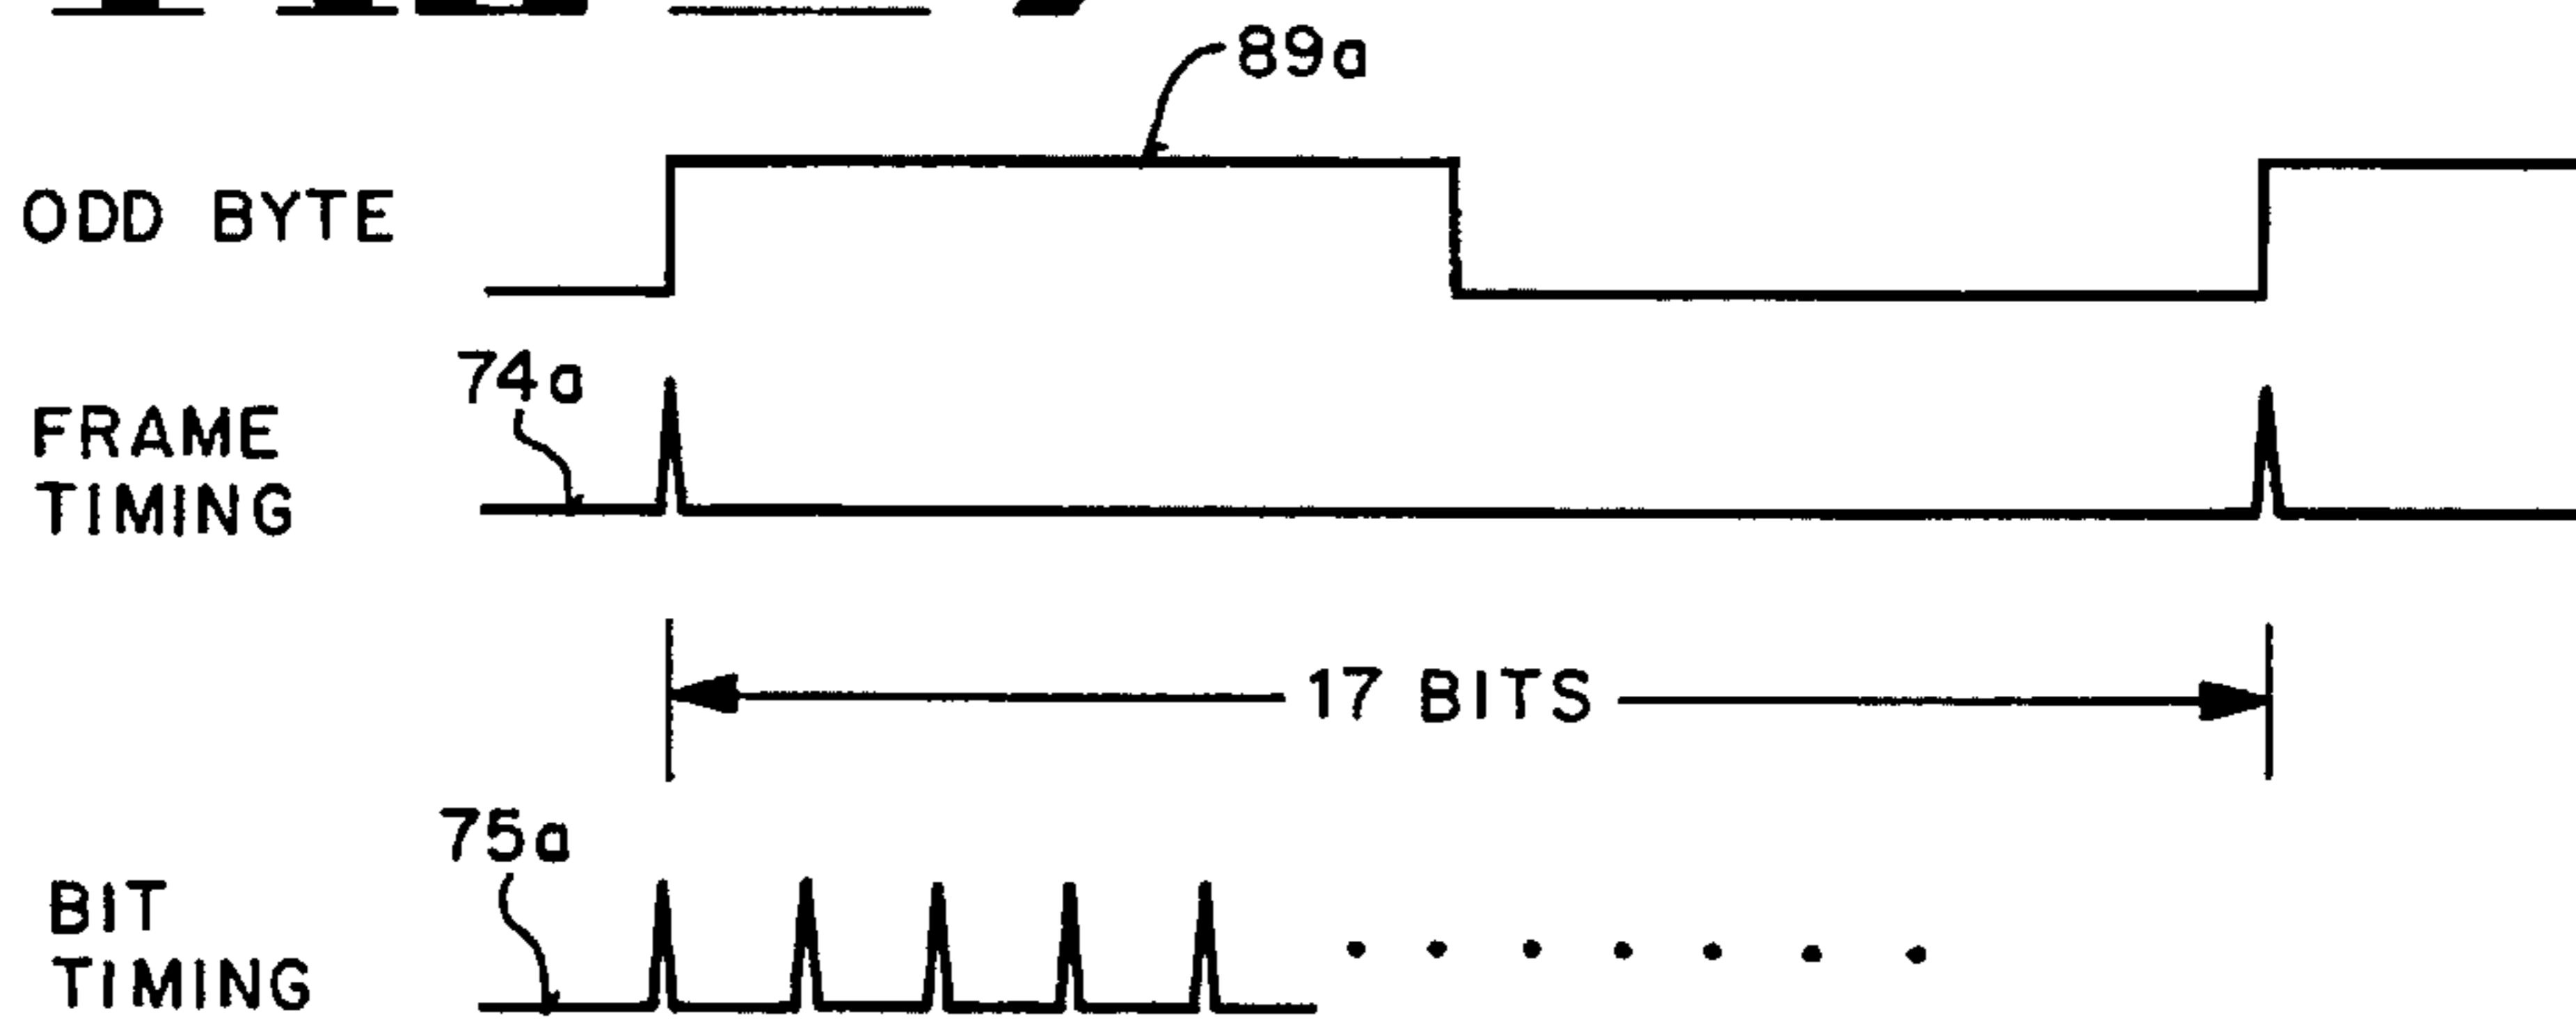 89a
ODD BYTE
74a
FRAME
TIMING
17 BITS
75a
BIT
TIMING